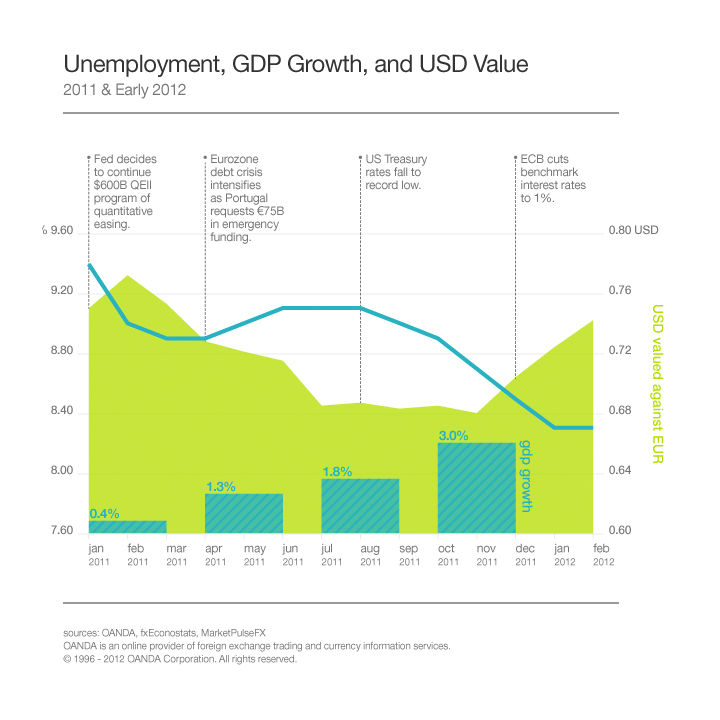 Unemployment, GDP Growth, and USD Value
2011 & Early 2012
Fed decides
to continue
$600B QEII
program of
quantitative
easing.
Eurozone
debt crisis
intensifies
as Portugal
requests €75B
in emergency
funding.
US Treasury
rates fall to
record low.
ECB cuts
benchmark
interest rates
to 1%.
% 9.60
9.20
8.80
8.40
8.00
7.60
0.80 USD
0.76
0.72
0.68
0.64
0.60
USD valued against EUR
0.4%
1.3%
1.8%
3.0%
gdp growth
jan feb mar apr may jun jul aug sep oct nov dec jan feb
2011 2011 2011 2011 2011 2011 2011 2011 2011 2011 2011 2011 2012 2012
sources: OANDA, fxEconostats, MarketPulseFX
OANDA is an online provider of foreign exchange trading and currency information services.
© 1996 - 2012 OANDA Corporation. All rights reserved.